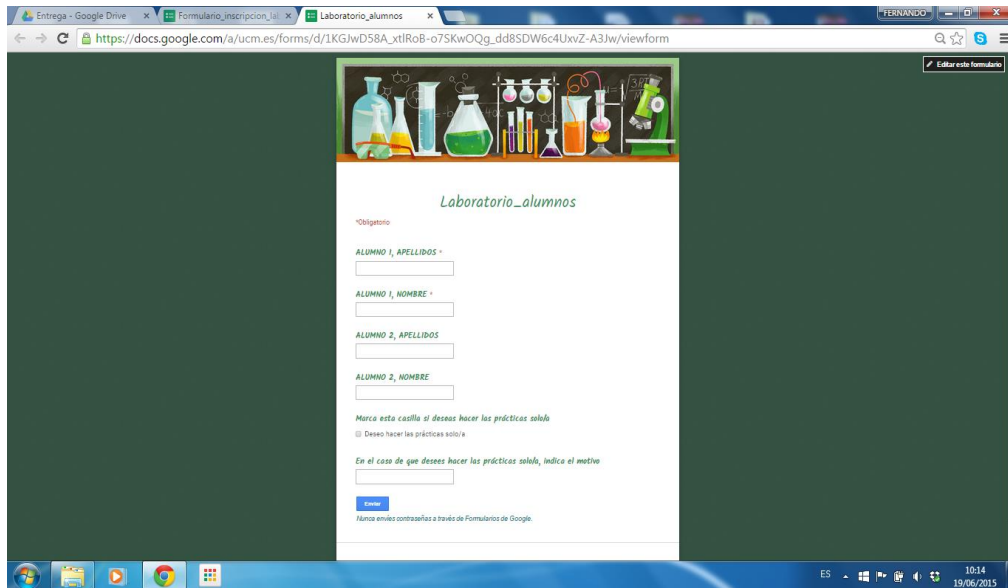 Entrega - Google Drive
Formulario_inscripcion_la
Laboratorio_alumnos
FERNANDO
https://docs.google.com/a/ucm.es/forms/d/1KGJwD58A_xtlRoB-o7SKwOQg_dd8SDW6c4UxvZ-A3Jw/viewform
Editar este formulario
Laboratorio_alumnos
*Obligatorio
ALUMNO 1, APELLIDOS *
ALUMNO 1, NOMBRE *
ALUMNO 2, APELLIDOS
ALUMNO 2, NOMBRE
Marca esta casilla si deseas hacer las prácticas solo/a
Deseo hacer las prácticas solo/a
En el caso de que desees hacer las prácticas solo/a, indica el motivo
Enviar
Nunca envíes contraseñas a través de Formularios de Google.
ES
10:14
19/06/2015